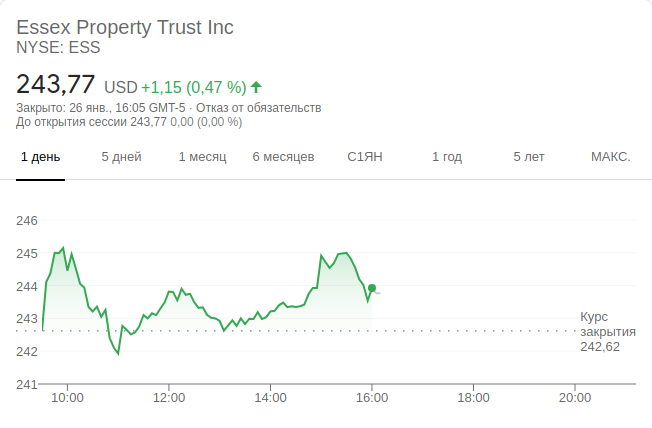 Essex Property Trust Inc
NYSE: ESS
243,77 USD +1,15 (0,47 %)
Закрыто: 26 янв., 16:05 GMT-5 · Отказ от обязательств
До открытия сессии 243,77 0,00 (0,00 %)
1 день 5 дней 1 месяц 6 месяцев С1ЯН 1 год 5 лет МАКС.
246
245
244
243
Курс
закрытия
242,62
242
241
10:00 12:00 14:00 16:00 18:00 20:00